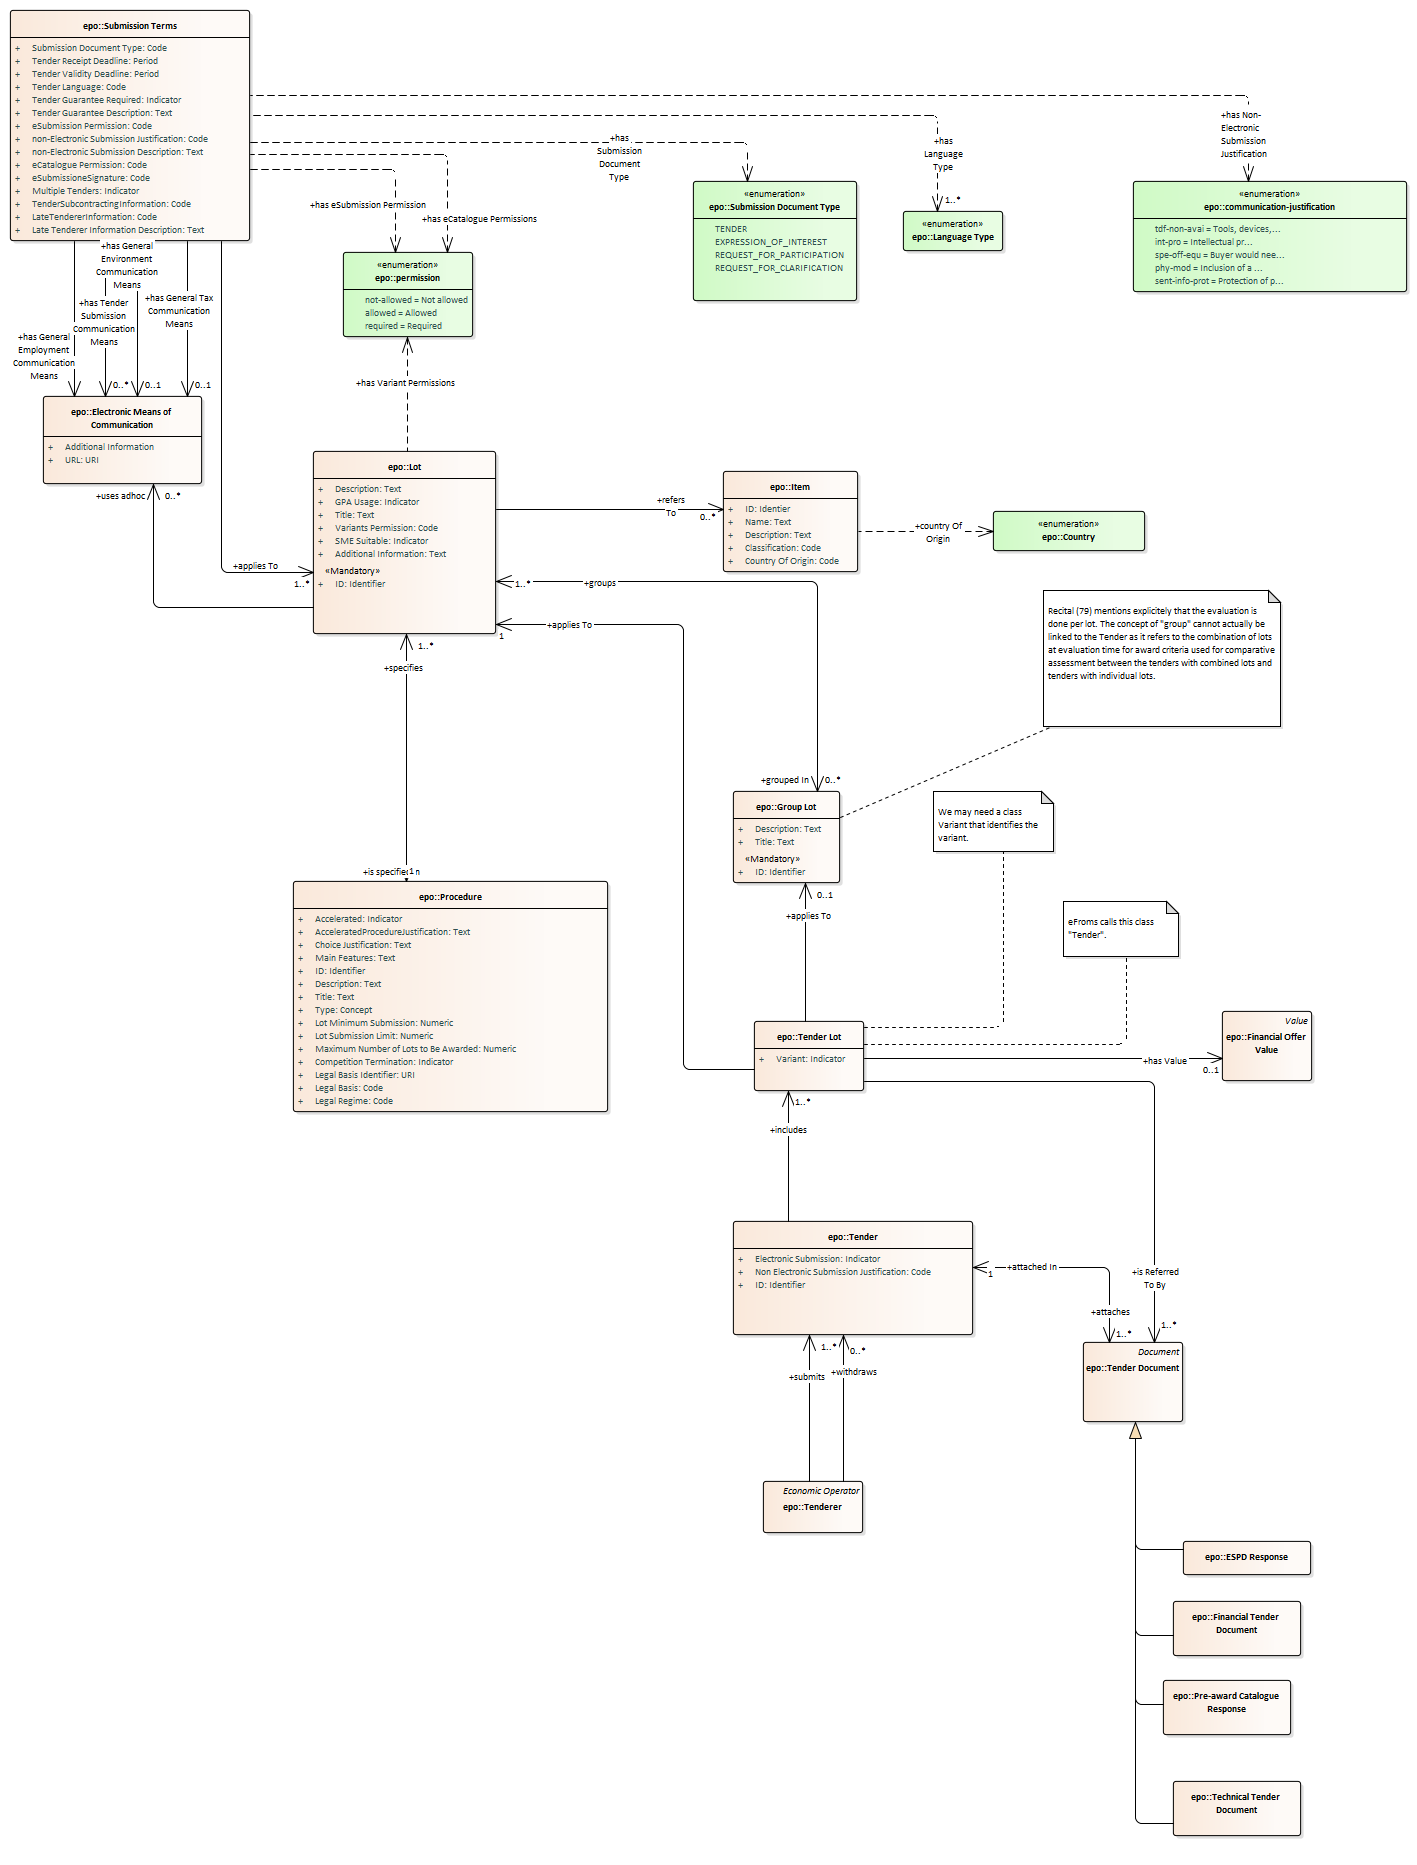 epo::Submission Terms
+ Submission Document Type: Code
+ Tender Receipt Deadline: Period
+ Tender Validity Deadline: Period
+ Tender Language: Code
+ Tender Guarantee Required: Indicator
+ Tender Guarantee Description: Text
+ eSubmission Permission: Code
+ non-Electronic Submission Justification: Code
+ non-Electronic Submission Description: Text
+ eCatalogue Permission: Code
+ eSubmissioneSignature: Code
+ Multiple Tenders: Indicator
+ TenderSubcontractingInformation: Code
+ LateTendererInformation: Code
+ Late Tenderer Information Description: Text
+has Non-
Electronic
Submission
Justification
+has
Language
Type
1..*
+has
Submission
Document
Type
+has eSubmission Permission
+has eCatalogue Permissions
«enumeration»
epo::Submission Document Type
TENDER
EXPRESSION_OF_INTEREST
REQUEST_FOR_PARTICIPATION
REQUEST_FOR_CLARIFICATION
«enumeration»
epo::Language Type
«enumeration»
epo::communication-justification
tdf-non-avai = Tools, devices,...
int-pro = Intellectual pr...
spe-off-equ = Buyer would nee...
phy-mod = Inclusion of a ...
sent-info-prot = Protection of p...
«enumeration»
epo::permission
not-allowed = Not allowed
allowed = Allowed
required = Required
+has General
Environment
Communication
Means
+has General Tax
Communication
Means
+has Tender
Submission
Communication
Means
+has General
Employment
Communication
Means
0..*
0..1
0..1
+has Variant Permissions
epo::Electronic Means of
Communication
+ Additional Information
+ URL: URI
+uses adhoc
0..*
+applies To
1..*
epo::Lot
+ Description: Text
+ GPA Usage: Indicator
+ Title: Text
+ Variants Permission: Code
+ SME Suitable: Indicator
+ Additional Information: Text
«Mandatory»
+ ID: Identifier
+refers
To
0..*
epo::Item
+ ID: Identier
+ Name: Text
+ Description: Text
+ Classification: Code
+ Country Of Origin: Code
+country Of
Origin
«enumeration»
epo::Country
1..*
+groups
+applies To
1
1..*
+specifies
Recital (79) mentions explicitely that the evaluation is
done per lot. The concept of "group" cannot actually be
linked to the Tender as it refers to the combination of lots
at evaluation time for award criteria used for comparative
assessment between the tenders with combined lots and
tenders with individual lots.
+grouped In
0..*
epo::Group Lot
+ Description: Text
+ Title: Text
«Mandatory»
+ ID: Identifier
We may need a class
Variant that identifies the
variant.
+is specified
1
n
epo::Procedure
+ Accelerated: Indicator
+ AcceleratedProcedureJustification: Text
+ Choice Justification: Text
+ Main Features: Text
+ ID: Identifier
+ Description: Text
+ Title: Text
+ Type: Concept
+ Lot Minimum Submission: Numeric
+ Lot Submission Limit: Numeric
+ Maximum Number of Lots to Be Awarded: Numeric
+ Competition Termination: Indicator
+ Legal Basis Identifier: URI
+ Legal Basis: Code
+ Legal Regime: Code
0..1
+applies To
eFroms calls this class
"Tender".
epo::Tender Lot
+ Variant: Indicator
+has Value
0..1
Value
epo::Financial Offer
Value
1..*
+includes
epo::Tender
+ Electronic Submission: Indicator
+ Non Electronic Submission Justification: Code
+ ID: Identifier
1
+attached In
+attaches
1..*
+is Referred
To By
1..*
Document
epo::Tender Document
1..*
+submits
0..*
+withdraws
Economic Operator
epo::Tenderer
epo::ESPD Response
epo::Financial Tender
Document
epo::Pre-award Catalogue
Response
epo::Technical Tender
Document